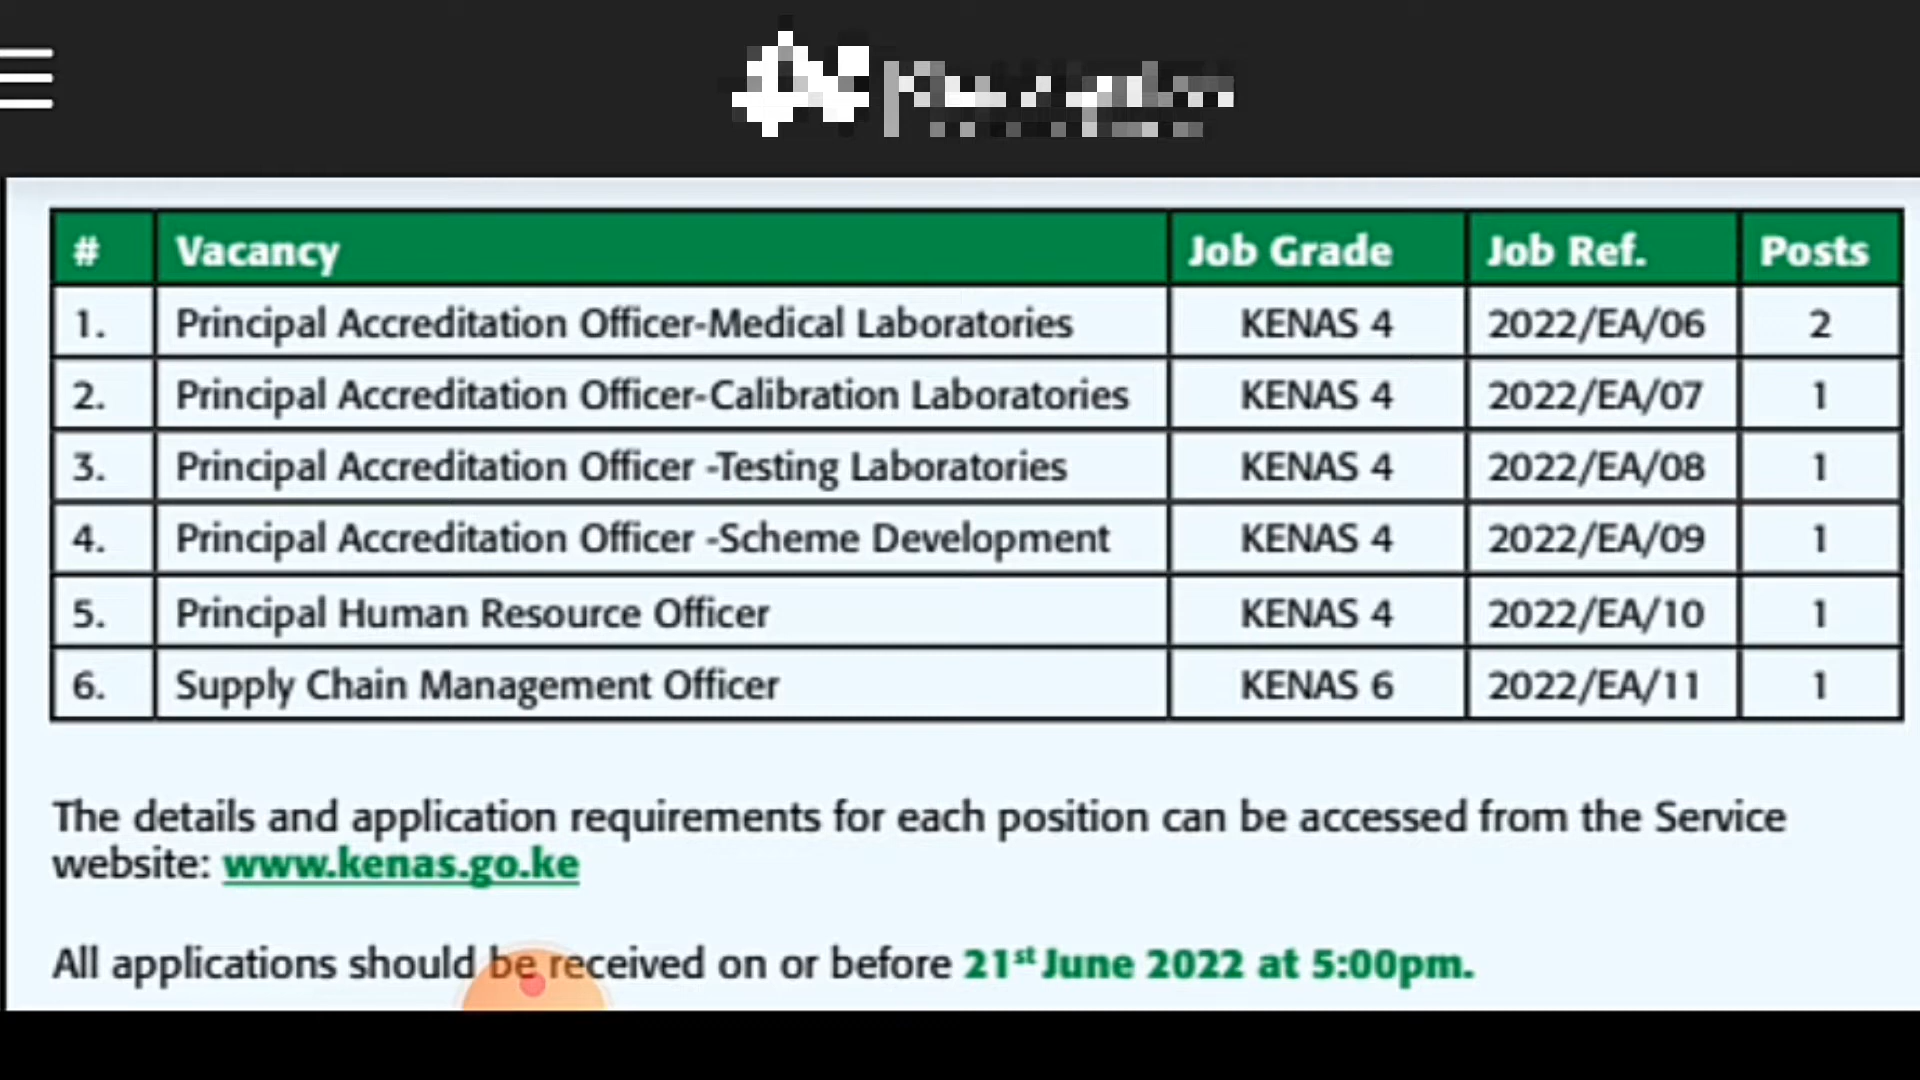 # Vacancy Job Grade Job Ref. Posts
1. Principal Accreditation Officer-Medical Laboratories KENAS 4 2022/EA/06 2
2. Principal Accreditation Officer-Calibration Laboratories KENAS 4 2022/EA/07 1
3. Principal Accreditation Officer -Testing Laboratories KENAS 4 2022/EA/08 1
4. Principal Accreditation Officer -Scheme Development KENAS 4 2022/EA/09 1
5. Principal Human Resource Officer KENAS 4 2022/EA/10 1
6. Supply Chain Management Officer KENAS 6 2022/EA/11 1
The details and application requirements for each position can be accessed from the Service
website: www.kenas.go.ke
All applications should be received on or before 21st June 2022 at 5:00pm.